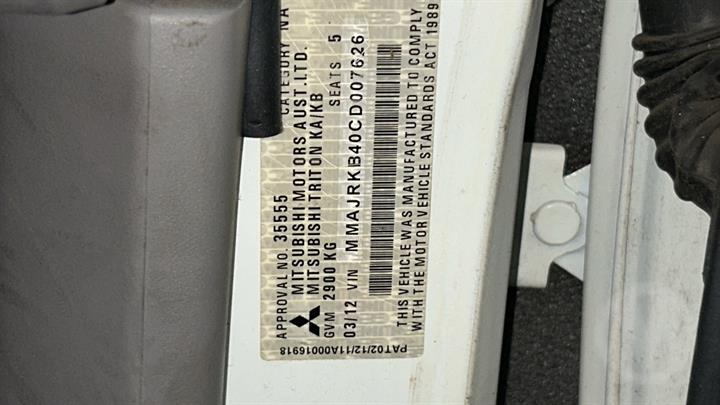 APPROVAL NO. 35555 CATEGORY NA
MITSUBISHI MOTORS AUST.LTD.
MITSUBISHI TRITON KA/KB
GVM 2900 KG SEATS 5
03/12 VIN MMAJRKB40CD007626
THIS VEHICLE WAS MANUFACTURED TO COMPLY
WITH THE MOTOR VEHICLE STANDARDS ACT 1989
PAT02/12/11A00016918